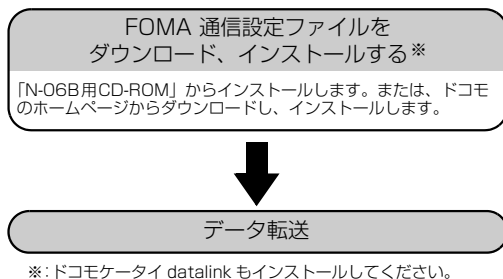 FOMA 通信設定ファイルを
ダウンロード、インストールする※
「N-06B用CD-ROM」からインストールします。または、ドコモ
のホームページからダウンロードし、インストールします。
データ転送
※：ドコモケータイ datalink もインストールしてください。